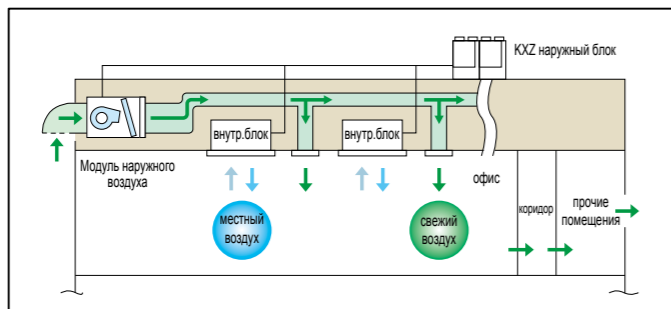 KXZ наружный блок
внутр.блок
внутр.блок
Модуль наружного
воздуха
офис
коридор
прочие
помещения
местный
воздух
свежий
воздух